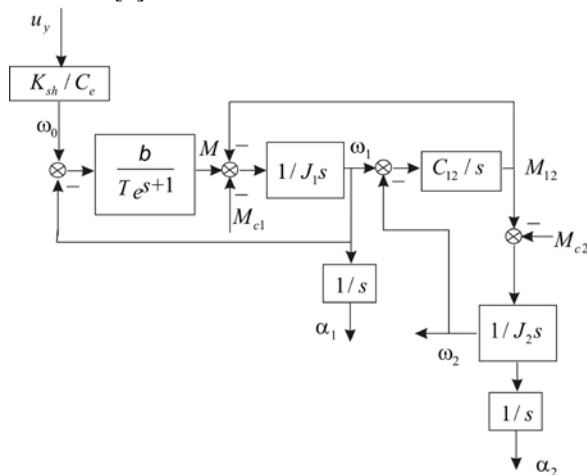 u_y
K_sh / C_e
ω_0
−
b
T e s+1
M
−
−
M_c1
1/ J_1 s
ω_1
−
C_12 / s
M_12
−
M_c2
1/ s
α_1
ω_2
1/ J_2 s
1/ s
α_2